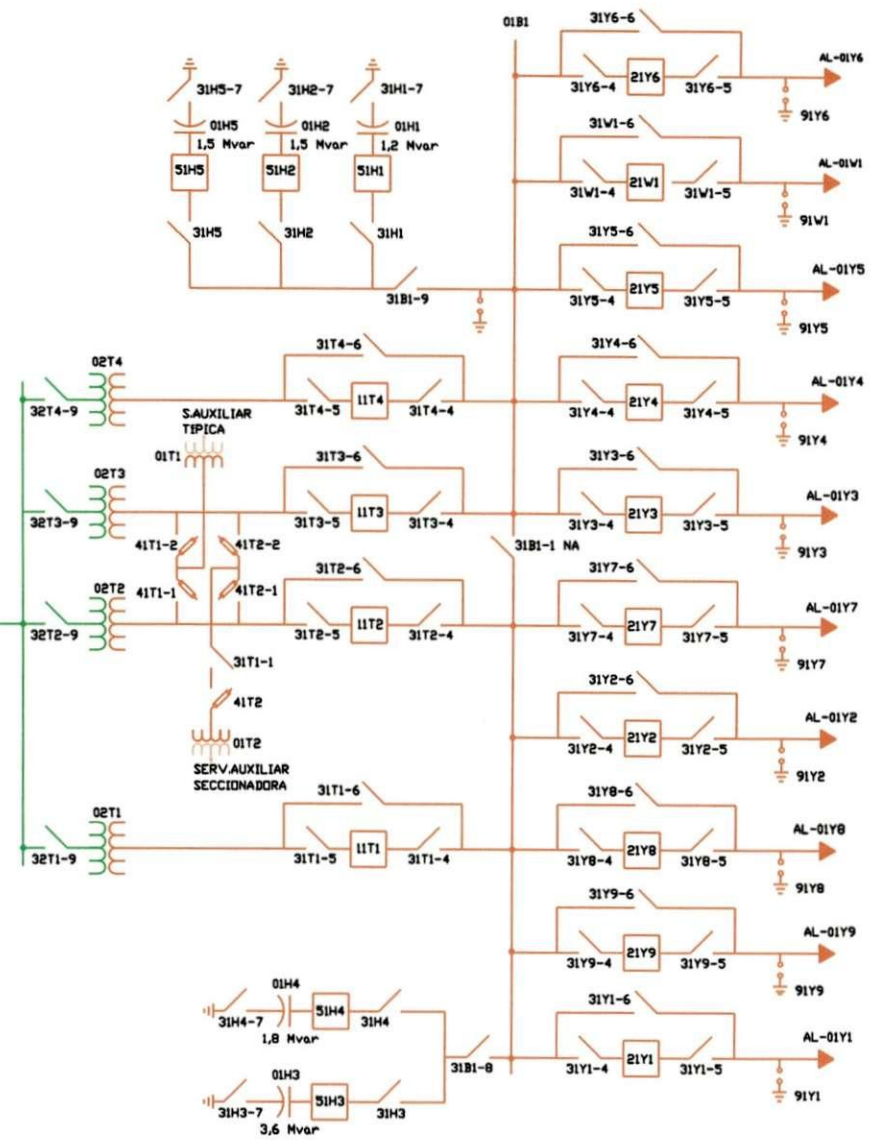 01B1
31Y6-6
AL-01Y6
31Y6-4
21Y6
31Y6-5
91Y6
31H5-7
31H2-7
31H1-7
01H5
01H2
01H1
1,5 Mvar
1,5 Mvar
1,2 Mvar
51H5
51H2
51H1
31H5
31H2
31H1
31B1-9
31W1-6
AL-01W1
31W1-4
21W1
31W1-5
91W1
31Y5-6
AL-01Y5
31Y5-4
21Y5
31Y5-5
91Y5
02T4
32T4-9
31T4-6
31T4-5
11T4
31T4-4
31Y4-6
AL-01Y4
31Y4-4
21Y4
31Y4-5
91Y4
S.AUXILIAR
TIPICA
01T1
02T3
32T3-9
31T3-6
31T3-5
11T3
31T3-4
31Y3-6
AL-01Y3
31Y3-4
21Y3
31Y3-5
91Y3
41T1-2
41T2-2
31B1-1 NA
41T1-1
41T2-1
02T2
32T2-9
31T2-6
31T2-5
11T2
31T2-4
31Y7-6
AL-01Y7
31Y7-4
21Y7
31Y7-5
91Y7
31T1-1
41T2
01T2
SERV.AUXILIAR
SECCIONADORA
31Y2-6
AL-01Y2
31Y2-4
21Y2
31Y2-5
91Y2
02T1
32T1-9
31T1-6
31T1-5
11T1
31T1-4
31Y8-6
AL-01Y8
31Y8-4
21Y8
31Y8-5
91Y8
31Y9-6
AL-01Y9
31Y9-4
21Y9
31Y9-5
91Y9
01H4
51H4
31H4-7
31H4
1,8 Mvar
31B1-8
01H3
51H3
31H3-7
31H3
3,6 Mvar
31Y1-6
AL-01Y1
31Y1-4
21Y1
31Y1-5
91Y1